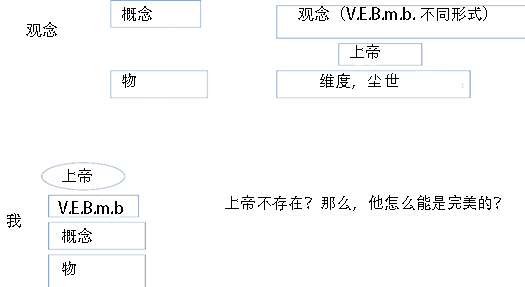 概念
观念（V.E.B.m.b. 不同形式）
观念
上帝
物
维度，尘世
上帝
V.E.B.m.b
上帝不存在？那么，他怎么能是完美的？
我
概念
物